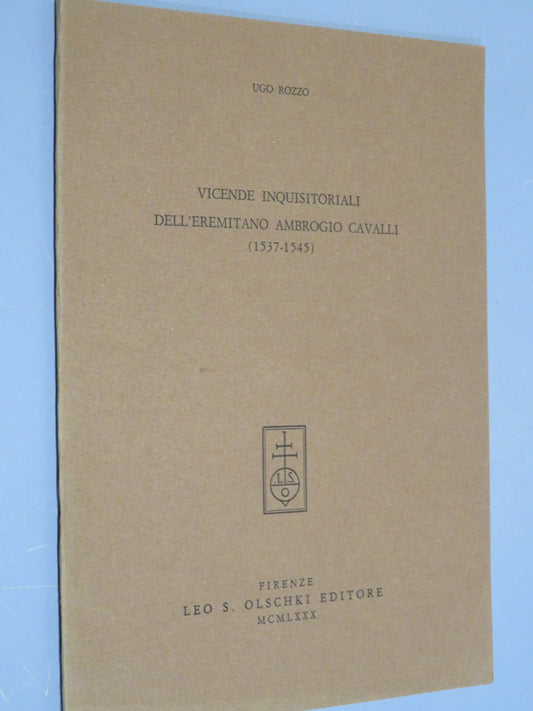 UGO ROZZO
VICENDE INQUISITORIALI
DELL'EREMITANO AMBROGIO CAVALLI
(1537-1545)
L S
O
FIRENZE
LEO S. OLSCHKI EDITORE
MCMLXXX